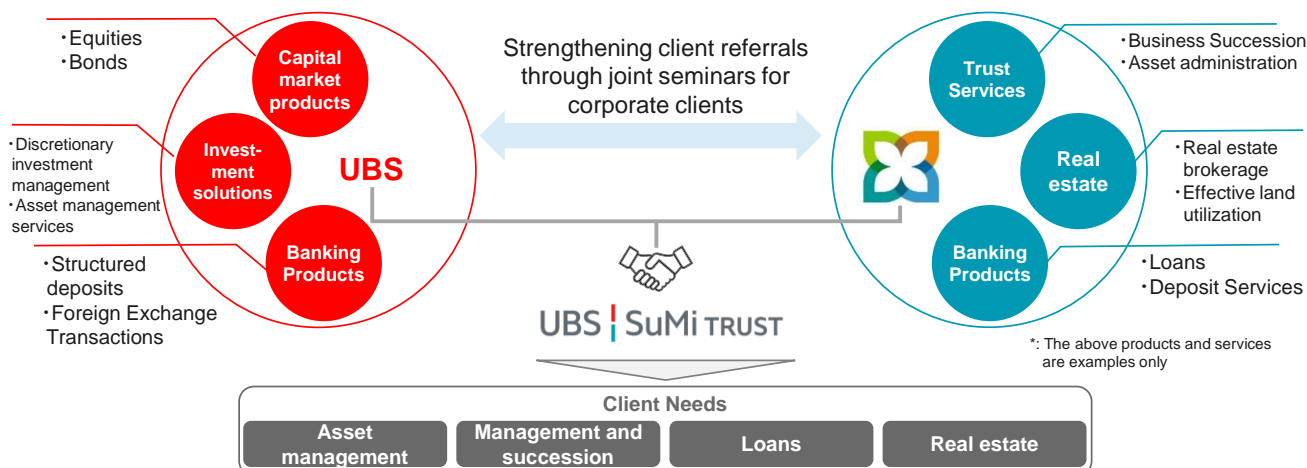 ・Equities
・Bonds
Capital
market
products
・Discretionary
investment
management
・Asset management
services
Invest-
ment
solutions
UBS
・Structured
deposits
・Foreign Exchange
Transactions
Banking
Products
Strengthening client referrals
through joint seminars for
corporate clients
Trust
Services
・Business Succession
・Asset administration
Real
estate
・Real estate
brokerage
・Effective land
utilization
Banking
Products
・Loans
・Deposit Services
*: The above products and services
are examples only
UBS | SuMi TRUST
Client Needs
Asset
management
Management and
succession
Loans
Real estate